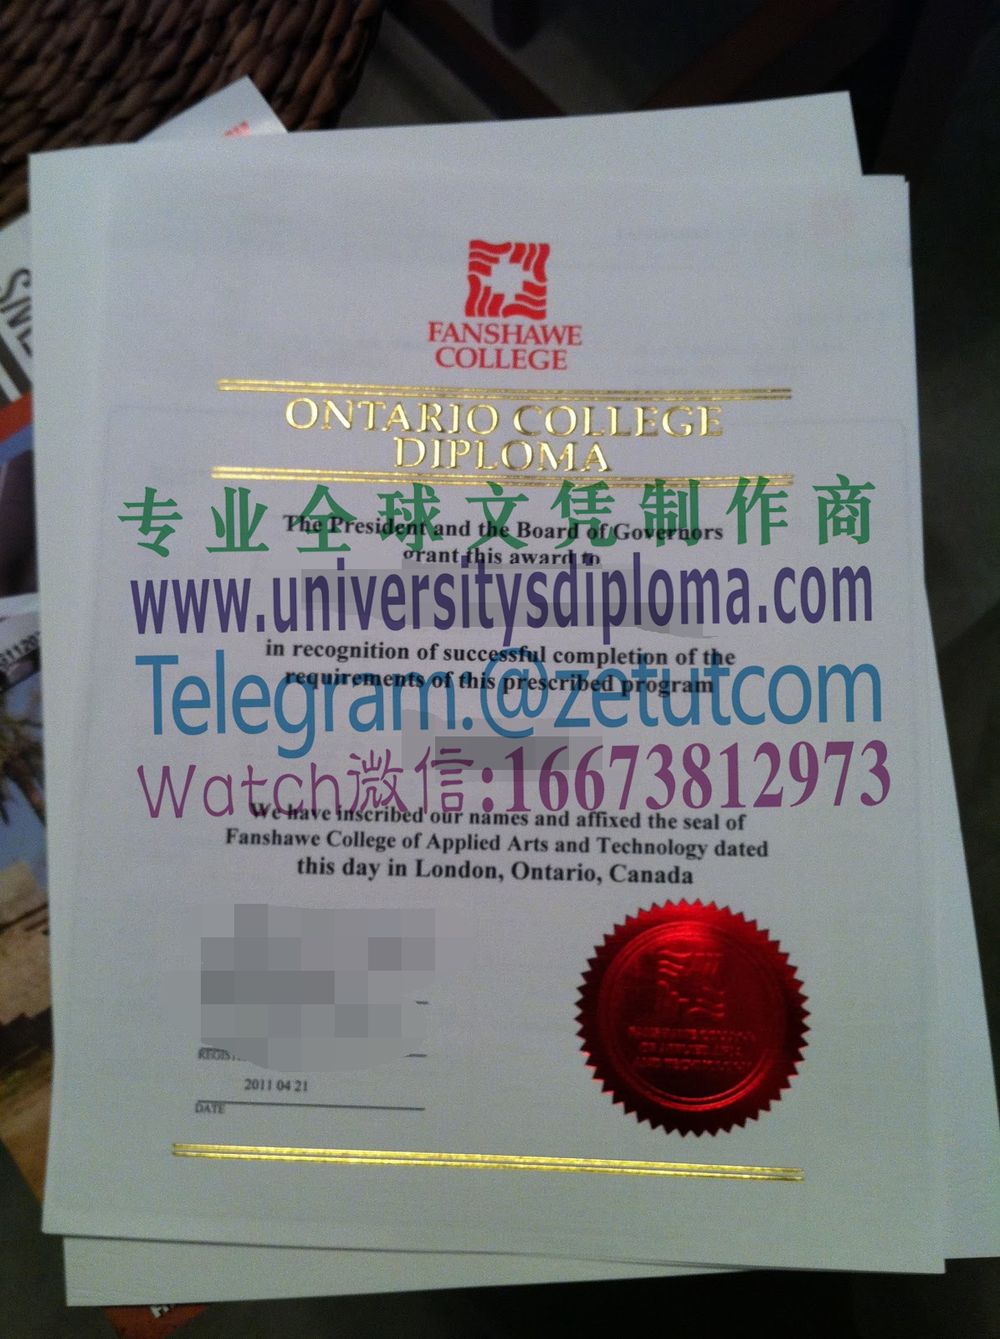 FANSHAWE
COLLEGE
ONTARIO COLLEGE
DIPLOMA
专业全球文凭制作商
The President and the Board of Governors
grant this award to
www.universitysdiploma.com
in recognition of successful completion of the
requirements of this prescribed program
Telegram:@zetutcom
Watch微信:16673812973
We have inscribed our names and affixed the seal of
Fanshawe College of Applied Arts and Technology dated
this day in London, Ontario, Canada
2011 04 21
DATE